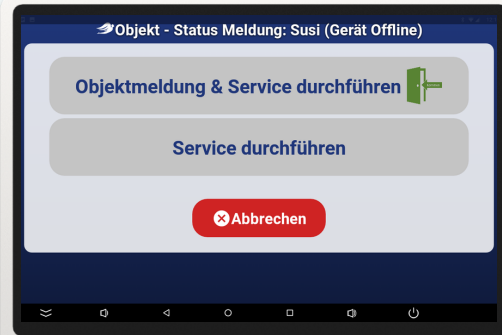 Objekt - Status Meldung: Susi (Gerät Offline)
Objektmeldung & Service durchführen
Service durchführen
Abbrechen